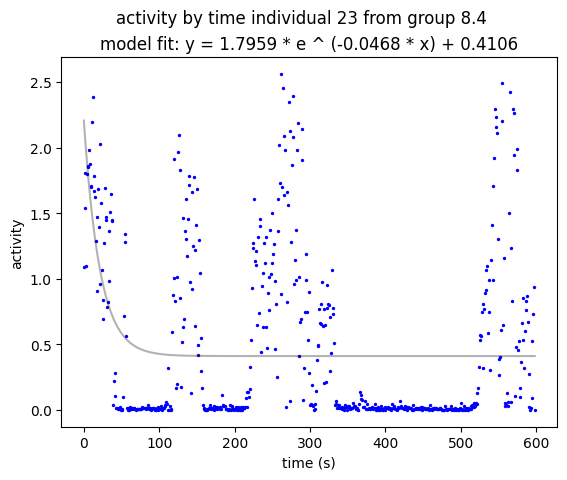 activity by time individual 23 from group 8.4
model fit: y = 1.7959 * e ^ (-0.0468 * x) + 0.4106
2.5
2.0
1.5
1.0
0.5
0.0
activity
0 100 200 300 400 500 600
time (s)